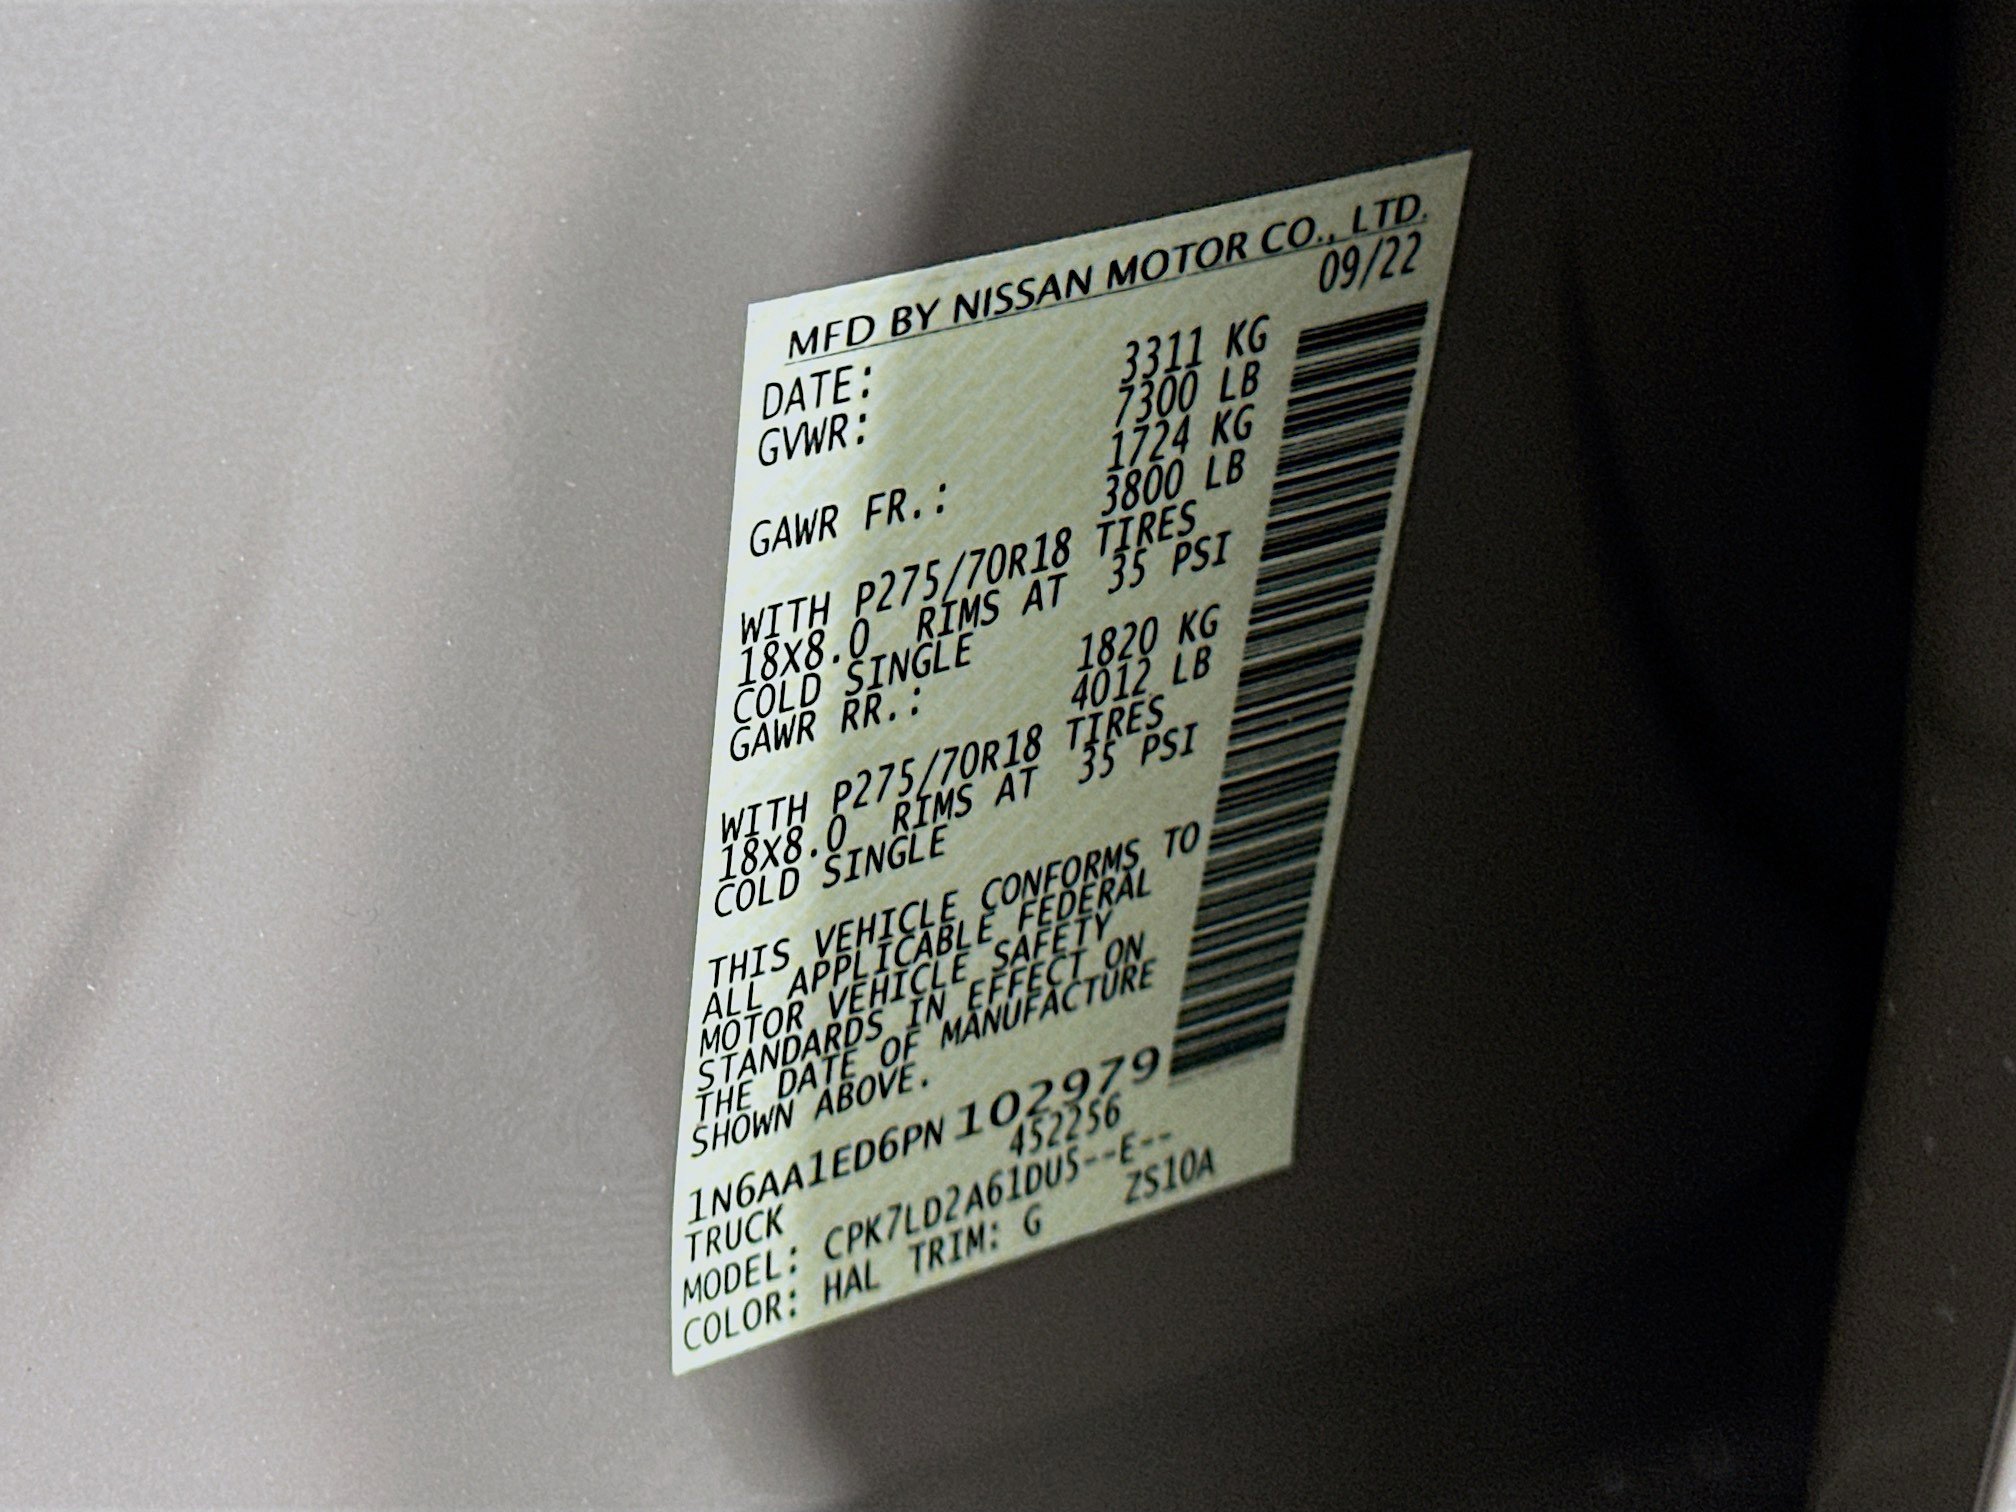 MFD BY NISSAN MOTOR CO., LTD.
DATE: 09/22
GVWR: 3311 KG
7300 LB
GAWR FR.: 1724 KG
3800 LB
WITH P275/70R18 TIRES
18X8.0 RIMS AT 35 PSI
COLD SINGLE
GAWR RR.: 1820 KG
4012 LB
WITH P275/70R18 TIRES
18X8.0 RIMS AT 35 PSI
COLD SINGLE
THIS VEHICLE CONFORMS TO
ALL APPLICABLE FEDERAL
MOTOR VEHICLE SAFETY
STANDARDS IN EFFECT ON
THE DATE OF MANUFACTURE
SHOWN ABOVE.
1N6AA1ED6PN102979
TRUCK 452256
MODEL: CPK7LD2A61DU5--E--
COLOR: HAL TRIM: G ZS10A